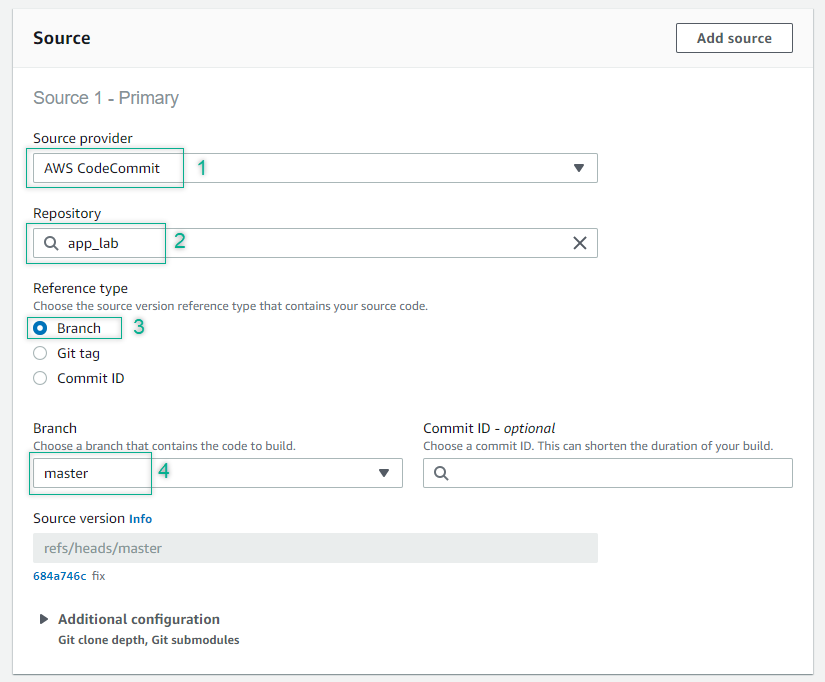 Source
Add source
Source 1 - Primary
Source provider
AWS CodeCommit
1
Repository
app_lab
2
Reference type
Choose the source version reference type that contains your source code.
Branch
3
Git tag
Commit ID
Branch
Choose a branch that contains the code to build.
master
4
Commit ID - optional
Choose a commit ID. This can shorten the duration of your build.
Source version Info
refs/heads/master
684a746c fix
Additional configuration
Git clone depth, Git submodules